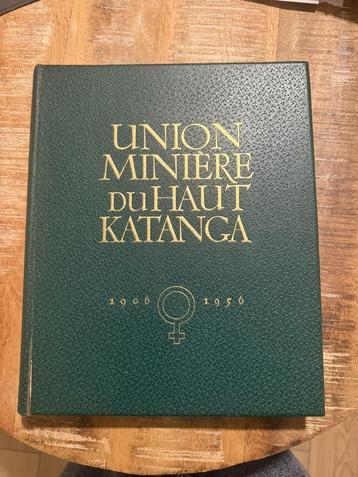 UNION
MINIÈRE
DU HAUT
KATANGA
1906 1956